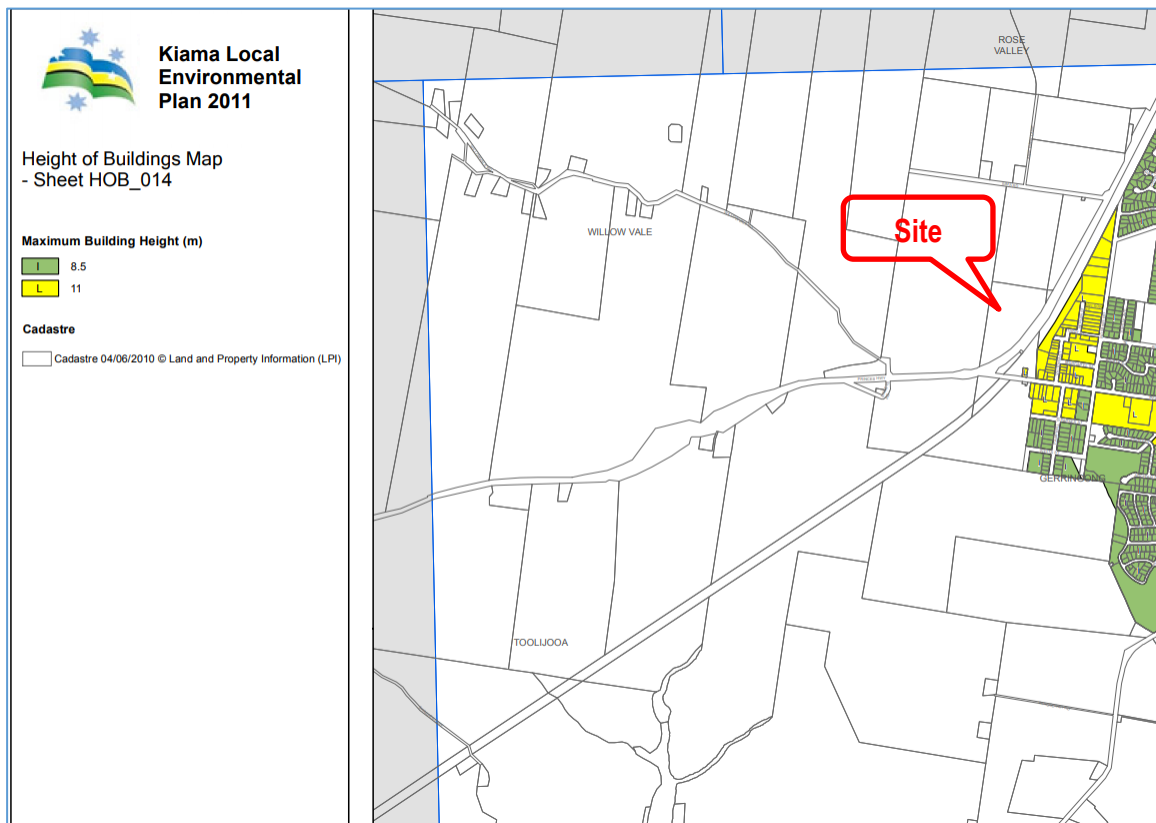 Kiama Local
Environmental
Plan 2011
Height of Buildings Map
- Sheet HOB_014
Maximum Building Height (m)
I 8.5
L 11
Cadastre
Cadastre 04/06/2010 © Land and Property Information (LPI)
ROSE
VALLEY
WILLOW VALE
Site
GERRINGONG
TOOLIJOOA